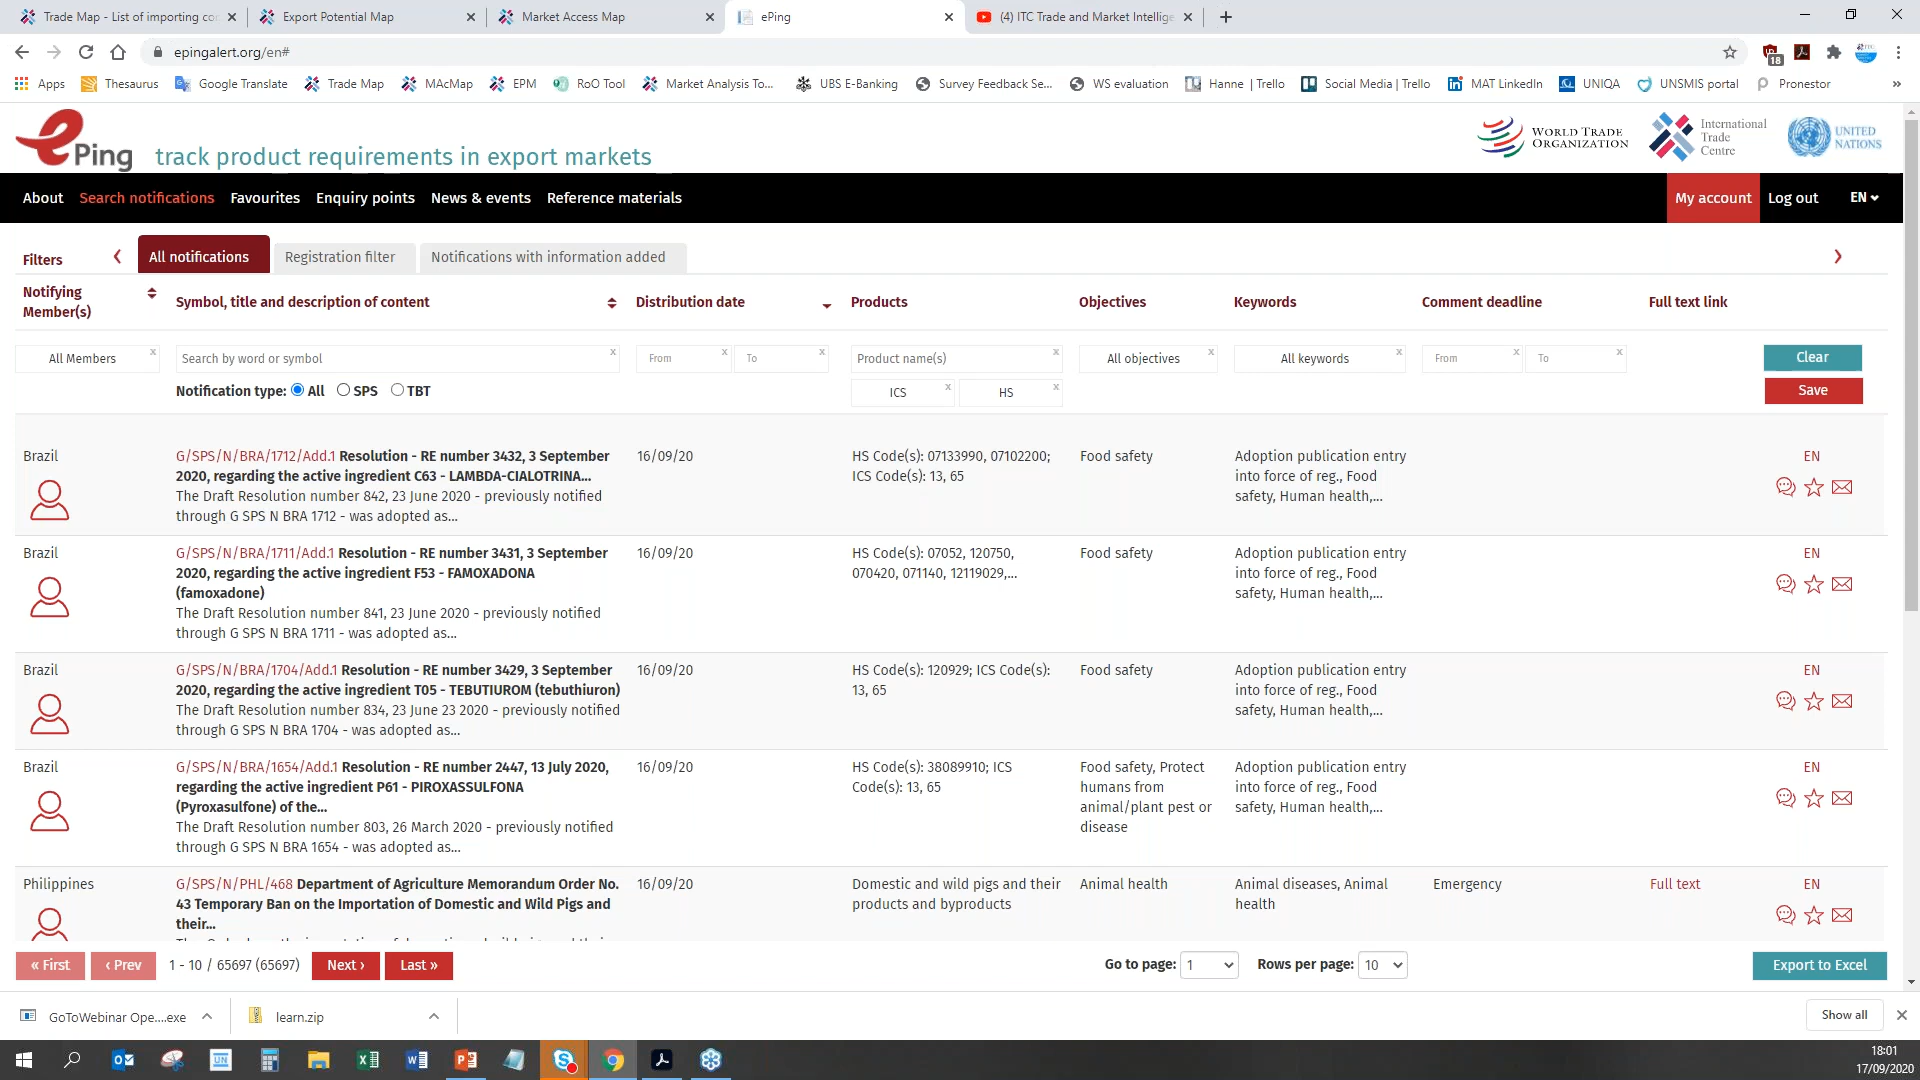 Trade Map - List of importing co
Export Potential Map
Market Access Map
ePing
(4) ITC Trade and Market Intellige
epingalert.org/en#
18
Apps
Thesaurus
Google Translate
Trade Map
MAcMap
EPM
RoO Tool
Market Analysis To...
UBS E-Banking
Survey Feedback Se...
WS evaluation
Hanne | Trello
Social Media | Trello
MAT LinkedIn
UNIQA
UNSMIS portal
Pronestor
»
ePing
track product requirements in export markets
WORLD TRADE
ORGANIZATION
International
Trade
Centre
UNITED
NATIONS
About
Search notifications
Favourites
Enquiry points
News & events
Reference materials
My account
Log out
EN
Filters
All notifications
Registration filter
Notifications with information added
Notifying
Member(s)
Symbol, title and description of content
Distribution date
Products
Objectives
Keywords
Comment deadline
Full text link
All Members x
Search by word or symbol x
From x
To x
Product name(s) x
All objectives x
All keywords x
From x
To x
Clear
Notification type: All SPS TBT
ICS x
HS x
Save
Brazil
G/SPS/N/BRA/1712/Add.1 Resolution - RE number 3432, 3 September
2020, regarding the active ingredient C63 - LAMBDA-CIALOTRINA...
The Draft Resolution number 842, 23 June 2020 - previously notified
through G SPS N BRA 1712 - was adopted as...
16/09/20
HS Code(s): 07133990, 07102200;
ICS Code(s): 13, 65
Food safety
Adoption publication entry
into force of reg., Food
safety, Human health,...
EN
Brazil
G/SPS/N/BRA/1711/Add.1 Resolution - RE number 3431, 3 September
2020, regarding the active ingredient F53 - FAMOXADONA
(famoxadone)
The Draft Resolution number 841, 23 June 2020 - previously notified
through G SPS N BRA 1711 - was adopted as...
16/09/20
HS Code(s): 07052, 120750,
070420, 071140, 12119029,...
Food safety
Adoption publication entry
into force of reg., Food
safety, Human health,...
EN
Brazil
G/SPS/N/BRA/1704/Add.1 Resolution - RE number 3429, 3 September
2020, regarding the active ingredient T05 - TEBUTIUROM (tebuthiuron)
The Draft Resolution number 834, 23 June 23 2020 - previously notified
through G SPS N BRA 1704 - was adopted as...
16/09/20
HS Code(s): 120929; ICS Code(s):
13, 65
Food safety
Adoption publication entry
into force of reg., Food
safety, Human health,...
EN
Brazil
G/SPS/N/BRA/1654/Add.1 Resolution - RE number 2447, 13 July 2020,
regarding the active ingredient P61 - PIROXASSULFONA
(Pyroxasulfone) of the...
The Draft Resolution number 803, 26 March 2020 - previously notified
through G SPS N BRA 1654 - was adopted as...
16/09/20
HS Code(s): 38089910; ICS
Code(s): 13, 65
Food safety, Protect
humans from
animal/plant pest or
disease
Adoption publication entry
into force of reg., Food
safety, Human health,...
EN
Philippines
G/SPS/N/PHL/468 Department of Agriculture Memorandum Order No.
43 Temporary Ban on the Importation of Domestic and Wild Pigs and
their...
16/09/20
Domestic and wild pigs and their
products and byproducts
Animal health
Animal diseases, Animal
health
Emergency
Full text
EN
« First
‹ Prev
1 - 10 / 65697 (65697)
Next ›
Last »
Go to page: 1
Rows per page: 10
Export to Excel
GoToWebinar Ope....exe
learn.zip
Show all
18:01
17/09/2020